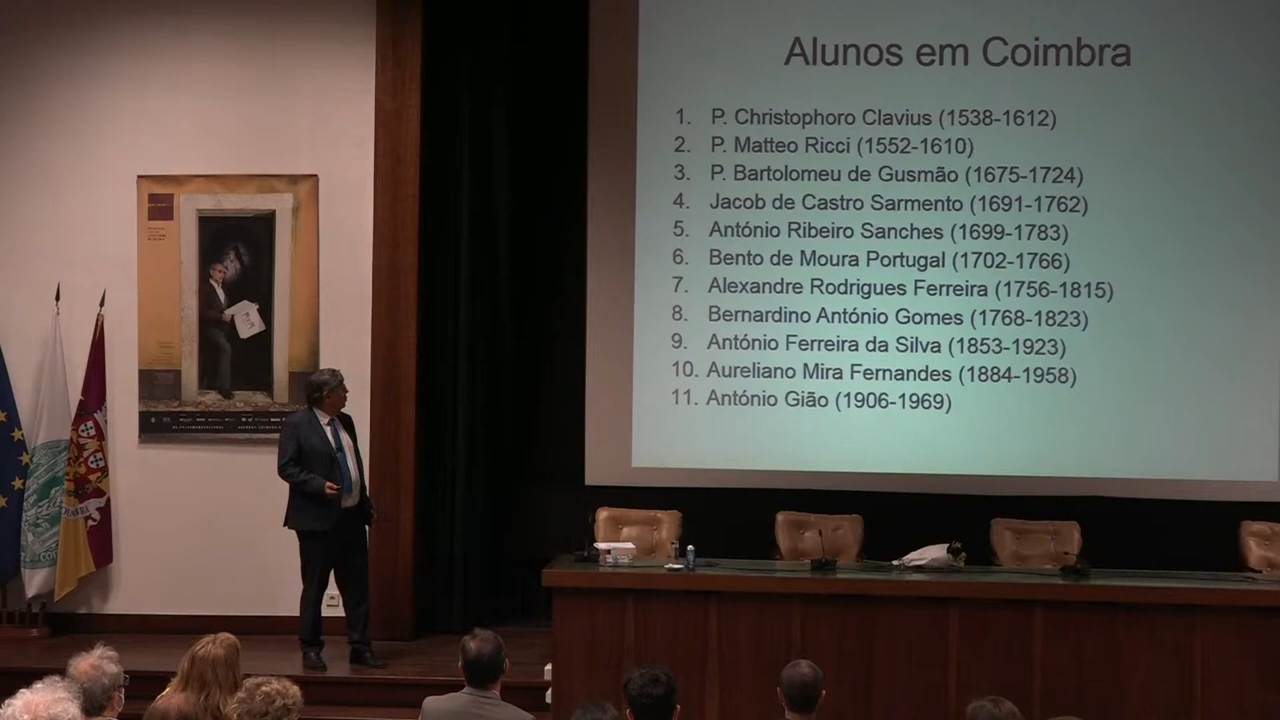 Alunos em Coimbra
1. P. Christophoro Clavius (1538-1612)
2. P. Matteo Ricci (1552-1610)
3. P. Bartolomeu de Gusmão (1675-1724)
4. Jacob de Castro Sarmento (1691-1762)
5. António Ribeiro Sanches (1699-1783)
6. Bento de Moura Portugal (1702-1766)
7. Alexandre Rodrigues Ferreira (1756-1815)
8. Bernardino António Gomes (1768-1823)
9. António Ferreira da Silva (1853-1923)
10. Aureliano Mira Fernandes (1884-1958)
11. António Gião (1906-1969)